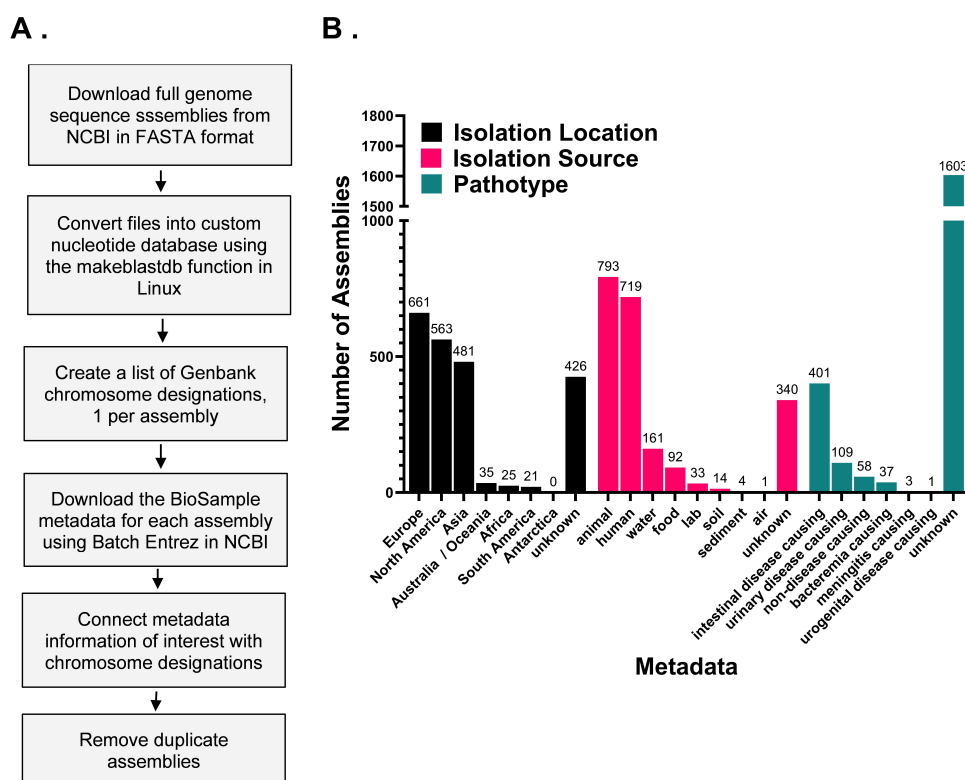 A .
Download full genome
sequence sssemblies from
NCBI in FASTA format
Convert files into custom
nucleotide database using
the makeblastdb function in
Linux
Create a list of Genbank
chromosome designations,
1 per assembly
Download the BioSample
metadata for each assembly
using Batch Entrez in NCBI
Connect metadata
information of interest with
chromosome designations
Remove duplicate
assemblies
B .
Number of Assemblies
1800
1700
1600
1500
1000
500
0
Isolation Location
Isolation Source
Pathotype
661
563
481
35
25
21
0
426
793
719
161
92
33
14
4
1
340
401
109
58
37
3
1
1603
Europe
North America
Asia
Australia / Oceania
Africa
South America
Antarctica
unknown
animal
human
water
food
lab
soil
sediment
air
unknown
intestinal disease causing
urinary disease causing
non-disease causing
bacteremia causing
meningitis causing
urogenital disease causing
unknown
Metadata